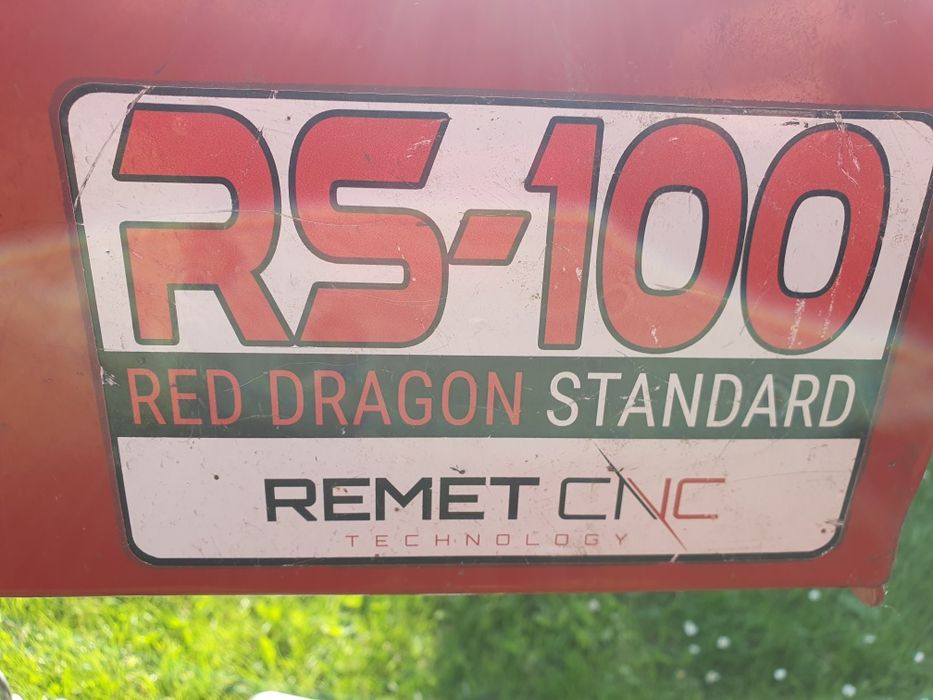 RS-100
RED DRAGON STANDARD
REMET CNC
TECHNOLOGY